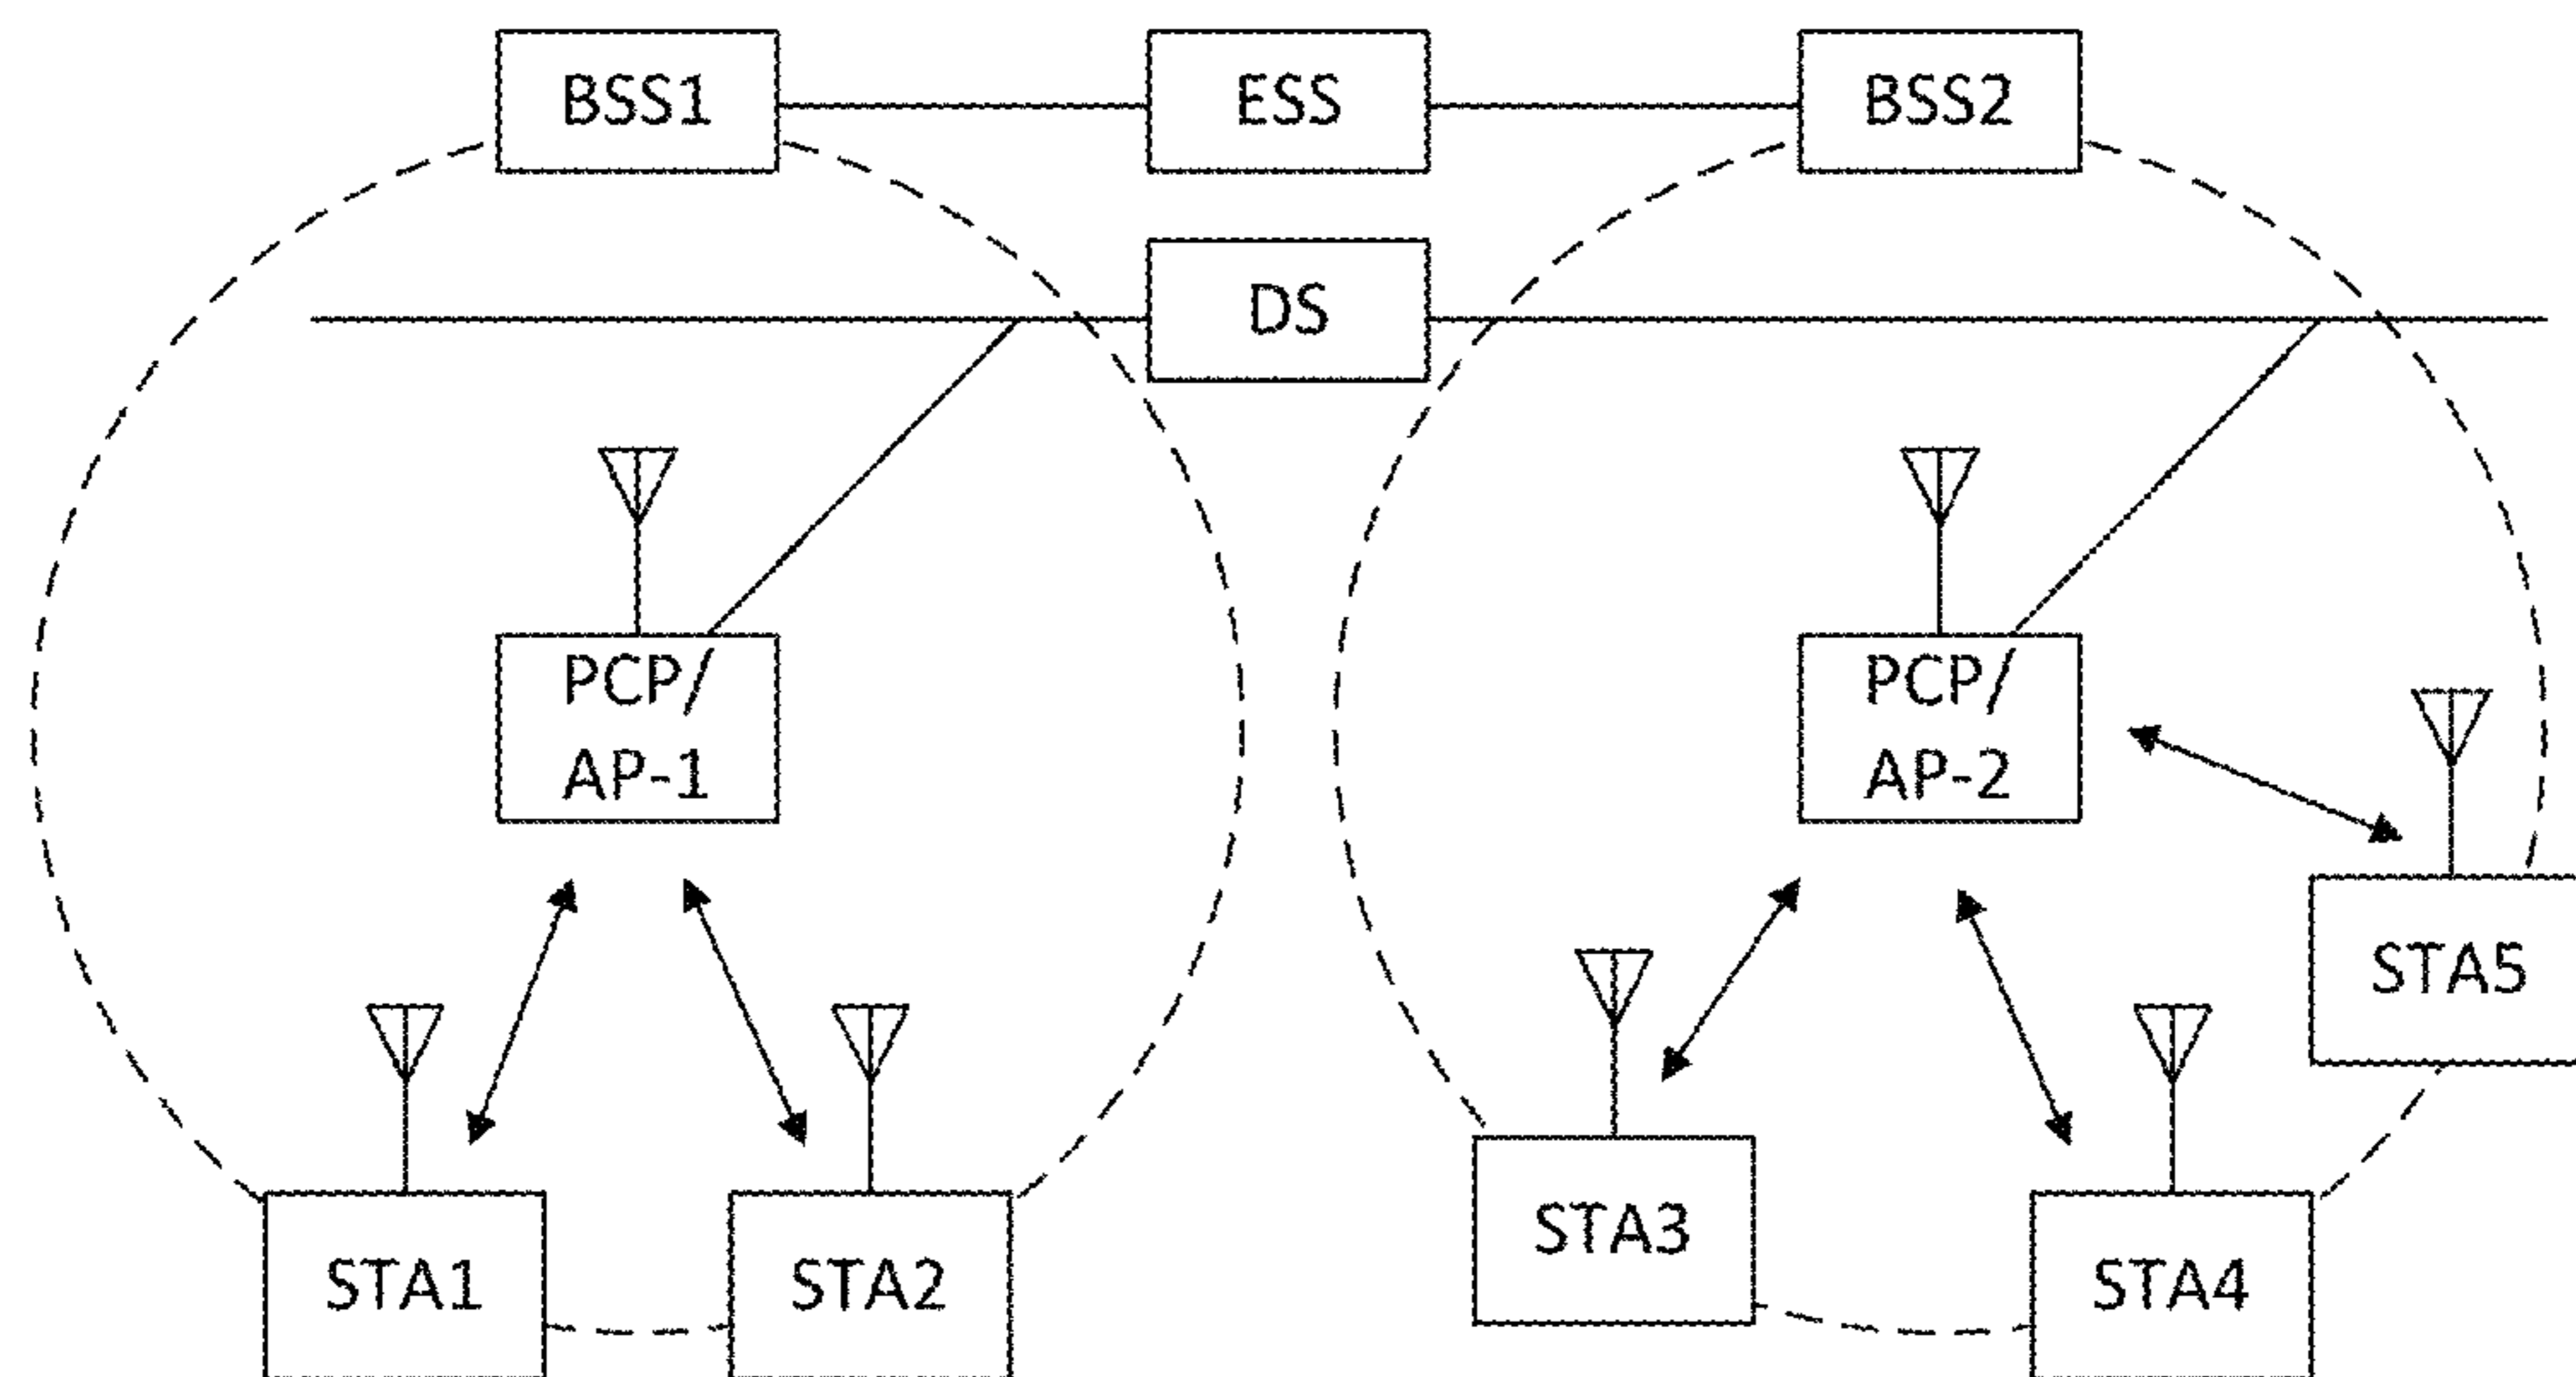 BSS1
ESS
BSS2
DS
PCP/
AP-1
PCP/
AP-2
STA5
STA3
STA1
STA2
STA4